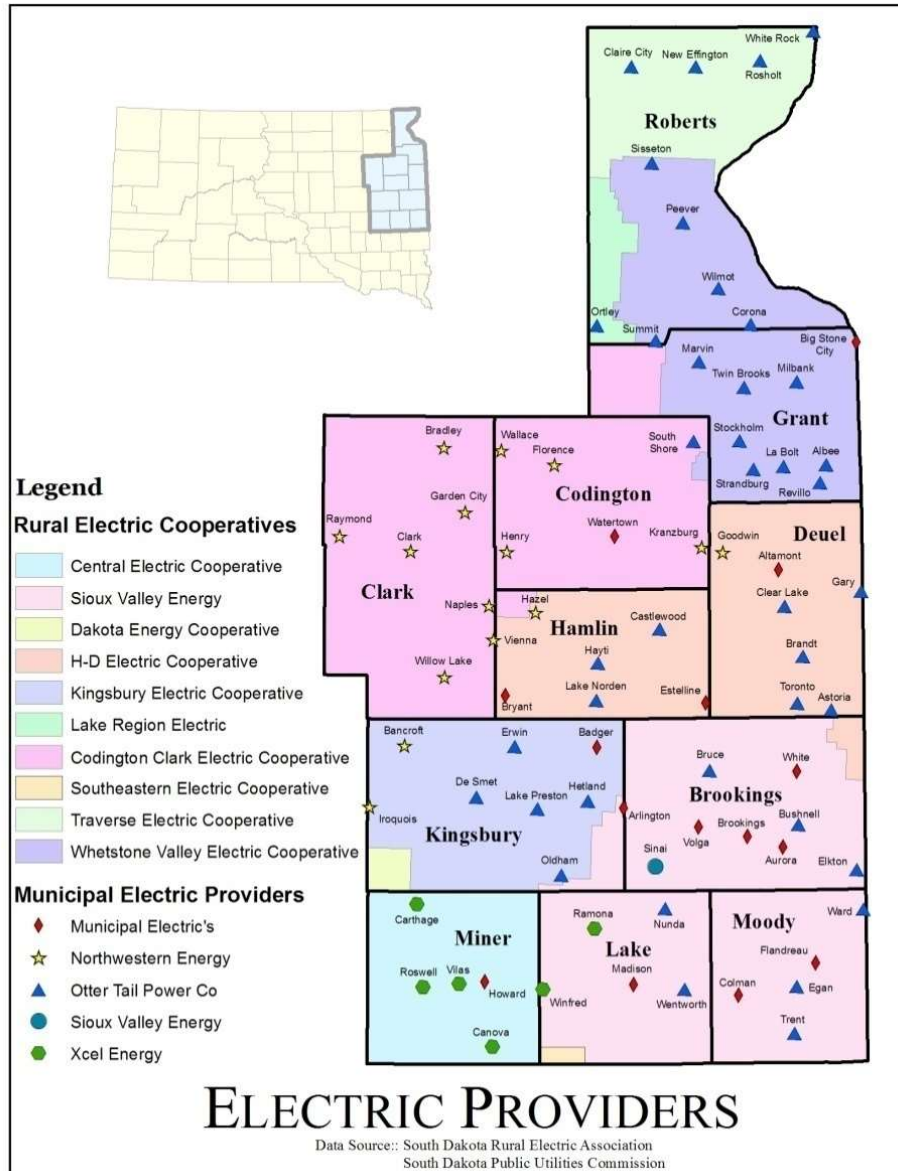 White Rock
Claire City
New Effington
Rosholt
Roberts
Sisseton
Peever
Wilmot
Ortley
Corona
Summit
Big Stone
City
Marvin
Twin Brooks
Milbank
Grant
Stockholm
La Bolt
Albee
Strandburg
Revillo
Bradley
Wallace
Florence
South
Shore
Garden City
Codington
Raymond
Clark
Henry
Watertown
Kranzburg
Goodwin
Deuel
Altamont
Clark
Naples
Hazel
Clear Lake
Gary
Vienna
Hamlin
Castlewood
Willow Lake
Hayti
Brandt
Lake Norden
Estelline
Toronto
Astoria
Bryant
Bancroft
Erwin
Badger
Bruce
White
De Smet
Lake Preston
Hetland
Brookings
Iroquois
Arlington
Kingsbury
Volga
Brookings
Bushnell
Oldham
Sinai
Aurora
Elkton
Carthage
Miner
Ramona
Nunda
Moody
Ward
Lake
Flandreau
Roswell
Vilas
Howard
Winfred
Madison
Wentworth
Colman
Egan
Canova
Trent
Legend
Rural Electric Cooperatives
Central Electric Cooperative
Sioux Valley Energy
Dakota Energy Cooperative
H-D Electric Cooperative
Kingsbury Electric Cooperative
Lake Region Electric
Codington Clark Electric Cooperative
Southeastern Electric Cooperative
Traverse Electric Cooperative
Whetstone Valley Electric Cooperative
Municipal Electric Providers
Municipal Electric's
Northwestern Energy
Otter Tail Power Co
Sioux Valley Energy
Xcel Energy
ELECTRIC PROVIDERS
Data Source:: South Dakota Rural Electric Association
South Dakota Public Utilities Commission